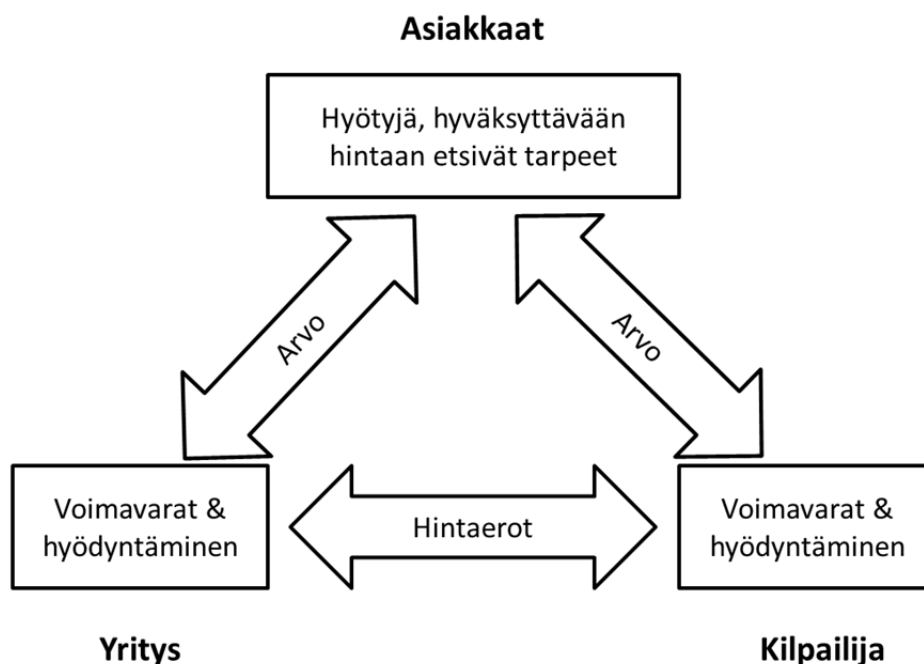 Asiakkaat
Hyötyjä, hyväksyttävään
hintaan etsivät tarpeet
Arvo
Arvo
Voimavarat &
hyödyntäminen
Hintaerot
Voimavarat &
hyödyntäminen
Yritys
Kilpailija